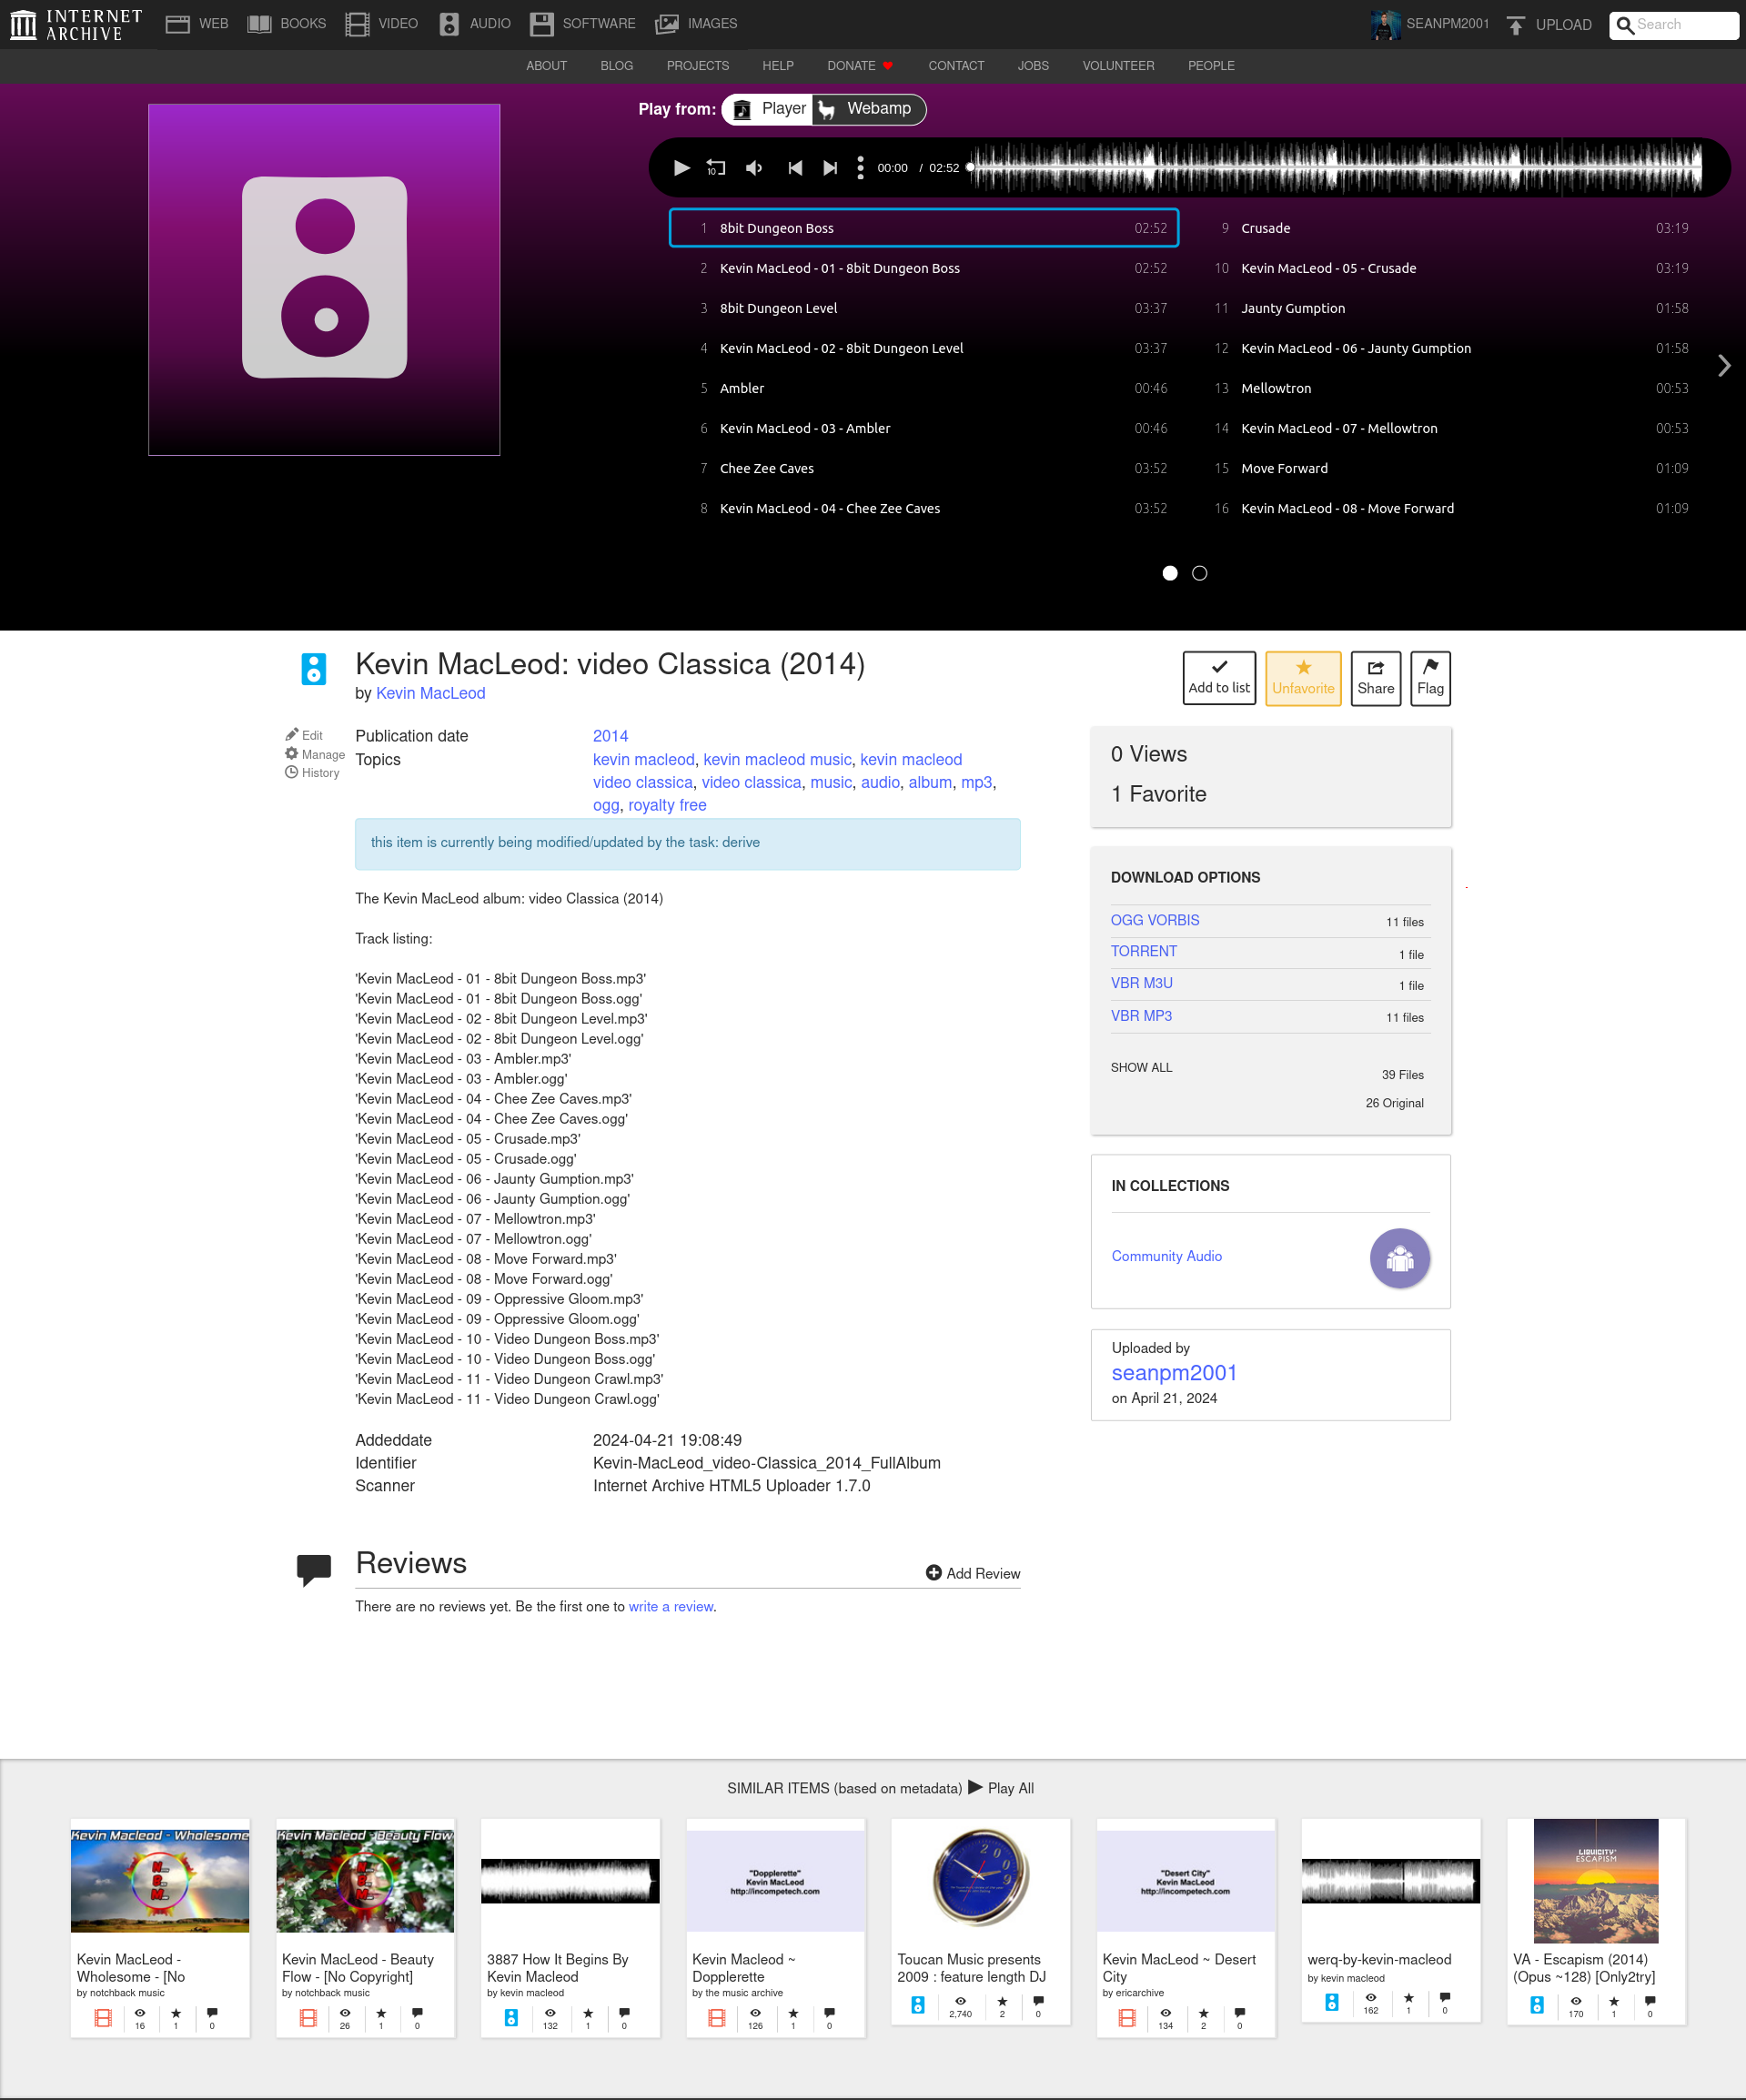 INTERNET ARCHIVE
WEB
BOOKS
VIDEO
AUDIO
SOFTWARE
IMAGES
SEANPM2001
UPLOAD
Search
ABOUT
BLOG
PROJECTS
HELP
DONATE
CONTACT
JOBS
VOLUNTEER
PEOPLE
Play from: Player Webamp
10 00:00 / 02:52
1 8bit Dungeon Boss 02:52
2 Kevin MacLeod - 01 - 8bit Dungeon Boss 02:52
3 8bit Dungeon Level 03:37
4 Kevin MacLeod - 02 - 8bit Dungeon Level 03:37
5 Ambler 00:46
6 Kevin MacLeod - 03 - Ambler 00:46
7 Chee Zee Caves 03:52
8 Kevin MacLeod - 04 - Chee Zee Caves 03:52
9 Crusade 03:19
10 Kevin MacLeod - 05 - Crusade 03:19
11 Jaunty Gumption 01:58
12 Kevin MacLeod - 06 - Jaunty Gumption 01:58
13 Mellowtron 00:53
14 Kevin MacLeod - 07 - Mellowtron 00:53
15 Move Forward 01:09
16 Kevin MacLeod - 08 - Move Forward 01:09
Kevin MacLeod: video Classica (2014)
by Kevin MacLeod
Add to list
Unfavorite
Share
Flag
Edit
Manage
History
Publication date 2014
Topics kevin macleod, kevin macleod music, kevin macleod
video classica, video classica, music, audio, album, mp3,
ogg, royalty free
this item is currently being modified/updated by the task: derive
The Kevin MacLeod album: video Classica (2014)
Track listing:
'Kevin MacLeod - 01 - 8bit Dungeon Boss.mp3'
'Kevin MacLeod - 01 - 8bit Dungeon Boss.ogg'
'Kevin MacLeod - 02 - 8bit Dungeon Level.mp3'
'Kevin MacLeod - 02 - 8bit Dungeon Level.ogg'
'Kevin MacLeod - 03 - Ambler.mp3'
'Kevin MacLeod - 03 - Ambler.ogg'
'Kevin MacLeod - 04 - Chee Zee Caves.mp3'
'Kevin MacLeod - 04 - Chee Zee Caves.ogg'
'Kevin MacLeod - 05 - Crusade.mp3'
'Kevin MacLeod - 05 - Crusade.ogg'
'Kevin MacLeod - 06 - Jaunty Gumption.mp3'
'Kevin MacLeod - 06 - Jaunty Gumption.ogg'
'Kevin MacLeod - 07 - Mellowtron.mp3'
'Kevin MacLeod - 07 - Mellowtron.ogg'
'Kevin MacLeod - 08 - Move Forward.mp3'
'Kevin MacLeod - 08 - Move Forward.ogg'
'Kevin MacLeod - 09 - Oppressive Gloom.mp3'
'Kevin MacLeod - 09 - Oppressive Gloom.ogg'
'Kevin MacLeod - 10 - Video Dungeon Boss.mp3'
'Kevin MacLeod - 10 - Video Dungeon Boss.ogg'
'Kevin MacLeod - 11 - Video Dungeon Crawl.mp3'
'Kevin MacLeod - 11 - Video Dungeon Crawl.ogg'
Addeddate 2024-04-21 19:08:49
Identifier Kevin-MacLeod_video-Classica_2014_FullAlbum
Scanner Internet Archive HTML5 Uploader 1.7.0
0 Views
1 Favorite
DOWNLOAD OPTIONS
OGG VORBIS 11 files
TORRENT 1 file
VBR M3U 1 file
VBR MP3 11 files
SHOW ALL 39 Files
26 Original
IN COLLECTIONS
Community Audio
Uploaded by
seanpm2001
on April 21, 2024
Reviews
Add Review
There are no reviews yet. Be the first one to write a review.
SIMILAR ITEMS (based on metadata) Play All
Kevin Macleod - Wholesome
Kevin MacLeod -
Wholesome - [No
by notchback music
16 1 0
Kevin Macleod - Beauty Flow
Kevin MacLeod - Beauty
Flow - [No Copyright]
by notchback music
26 1 0
3887 How It Begins By
Kevin Macleod
by kevin macleod
132 1 0
"Dopplerette"
Kevin MacLeod
http://incompetech.com
Kevin Macleod ~
Dopplerette
by the music archive
126 1 0
2009
Toucan Music presents
2009 : feature length DJ
2,740 2 0
"Desert City"
Kevin MacLeod
http://incompetech.com
Kevin MacLeod ~ Desert
City
by ericarchive
134 2 0
werq-by-kevin-macleod
by kevin macleod
162 1 0
LIQUICITY
ESCAPISM
VA - Escapism (2014)
(Opus ~128) [Only2try]
170 1 0